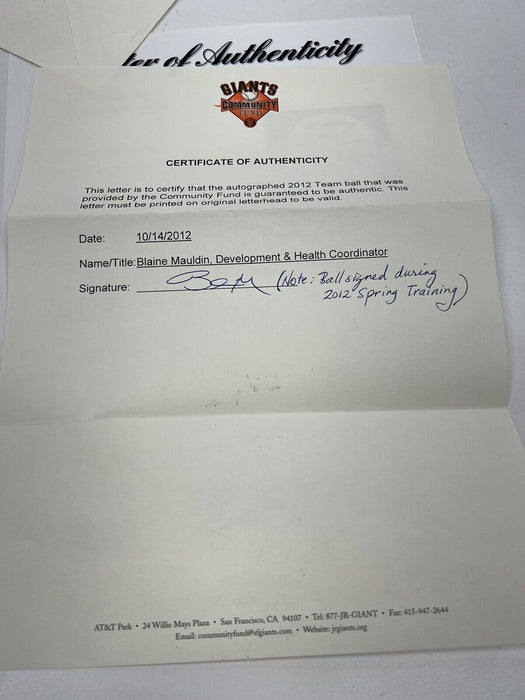 ter of Authenticity
GIANTS
COMMUNITY
FUND
CERTIFICATE OF AUTHENTICITY
This letter is to certify that the autographed 2012 Team ball that was
provided by the Community Fund is guaranteed to be authentic. This
letter must be printed on original letterhead to be valid.
Date: 10/14/2012
Name/Title: Blaine Mauldin, Development & Health Coordinator
Signature: (Note: Ball signed during
2012 Spring Training)
AT&T Park • 24 Willie Mays Plaza • San Francisco, CA 94107 • Tel: 877-JR-GIANT • Fax: 415-947-2644
Email: communityfund@sfgiants.com • Website: jrgiants.org